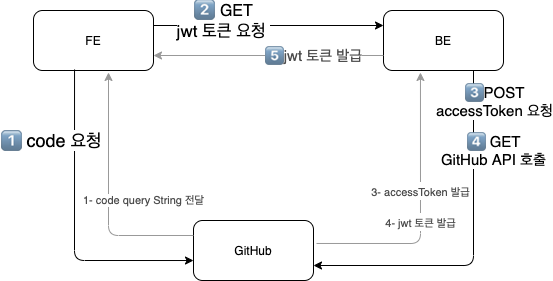 2 GET
jwt 토큰 요청
FE
BE
5 jwt 토큰 발급
3 POST
accessToken 요청
1 code 요청
4 GET
GitHub API 호출
1- code query String 전달
3- accessToken 발급
4- jwt 토큰 발급
GitHub